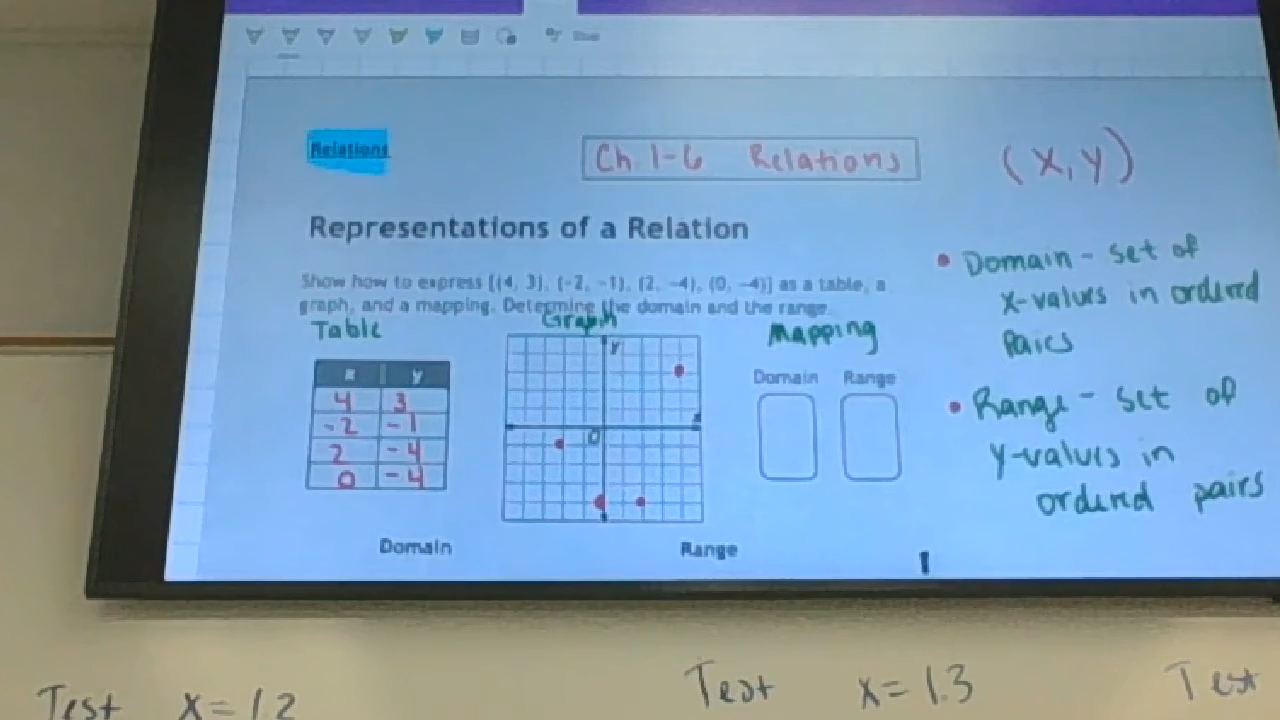 Relations
Ch 1-6 Relations
(x,y)
Representations of a Relation
Show how to express [(4, 3), (-2, -1), (2, -4), (0, -4)] as a table, a
graph, and a mapping. Determine the domain and the range.
Table
Graph
Mapping
x y
4 3
-2 -1
2 -4
0 -4
y
0
Domain Range
• Domain - set of
x-values in ordered
pairs
• Range - set of
y-values in
ordered pairs
Domain
Range
Test x = 1.2
Test x = 1.3
Test